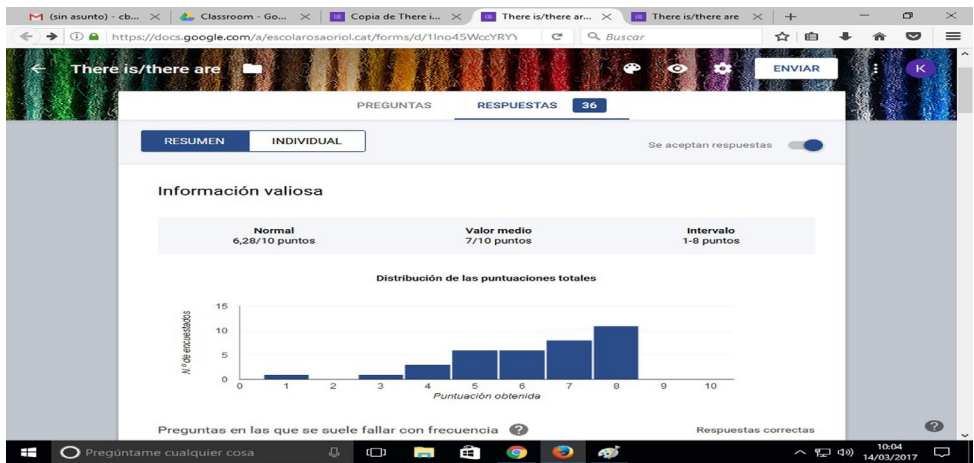 (sin asunto) - cb...
Classroom - Go...
Copia de There i...
There is/there ar...
There is/there are
https://docs.google.com/a/escolarosaoriol.cat/forms/d/1Ino45WccYRY
Buscar
There is/there are
ENVIAR
K
PREGUNTAS
RESPUESTAS 36
RESUMEN
INDIVIDUAL
Se aceptan respuestas
Información valiosa
Normal
6,28/10 puntos
Valor medio
7/10 puntos
Intervalo
1-8 puntos
Distribución de las puntuaciones totales
N.º de encuestados
15
10
5
0
0 1 2 3 4 5 6 7 8 9 10
Puntuación obtenida
Preguntas en las que se suele fallar con frecuencia ?
Respuestas correctas
?
Pregúntame cualquier cosa
10:04
14/03/2017